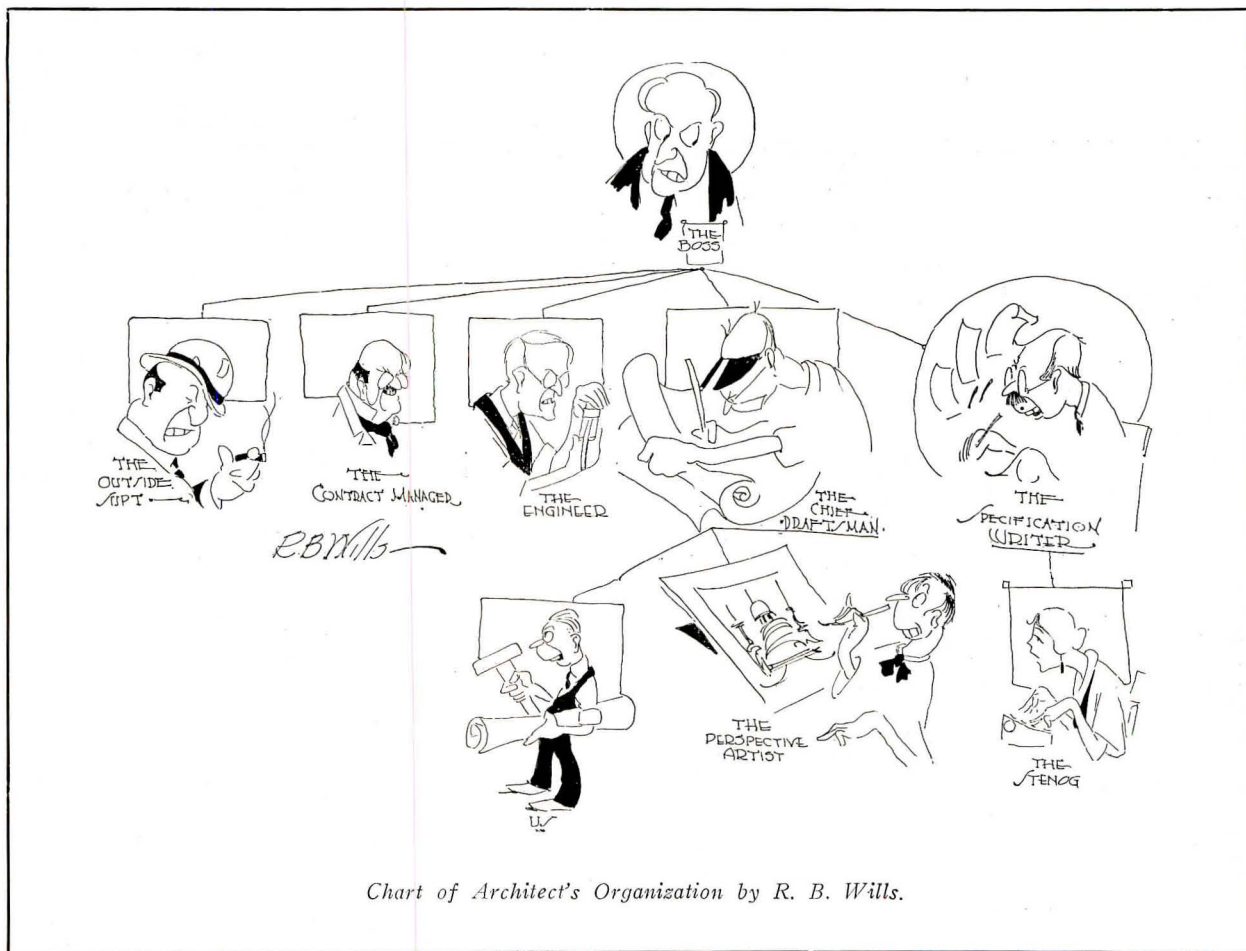 THE
BOSS
THE
OUTSIDE
SUPT.
THE
CONTRACT MANAGER
THE
ENGINEER
THE
CHIEF
DRAFTSMAN.
THE
SPECIFICATION
WRITER
R B Wills
US
THE
PERSPECTIVE
ARTIST
THE
STENOG
Chart of Architect's Organization by R. B. Wills.